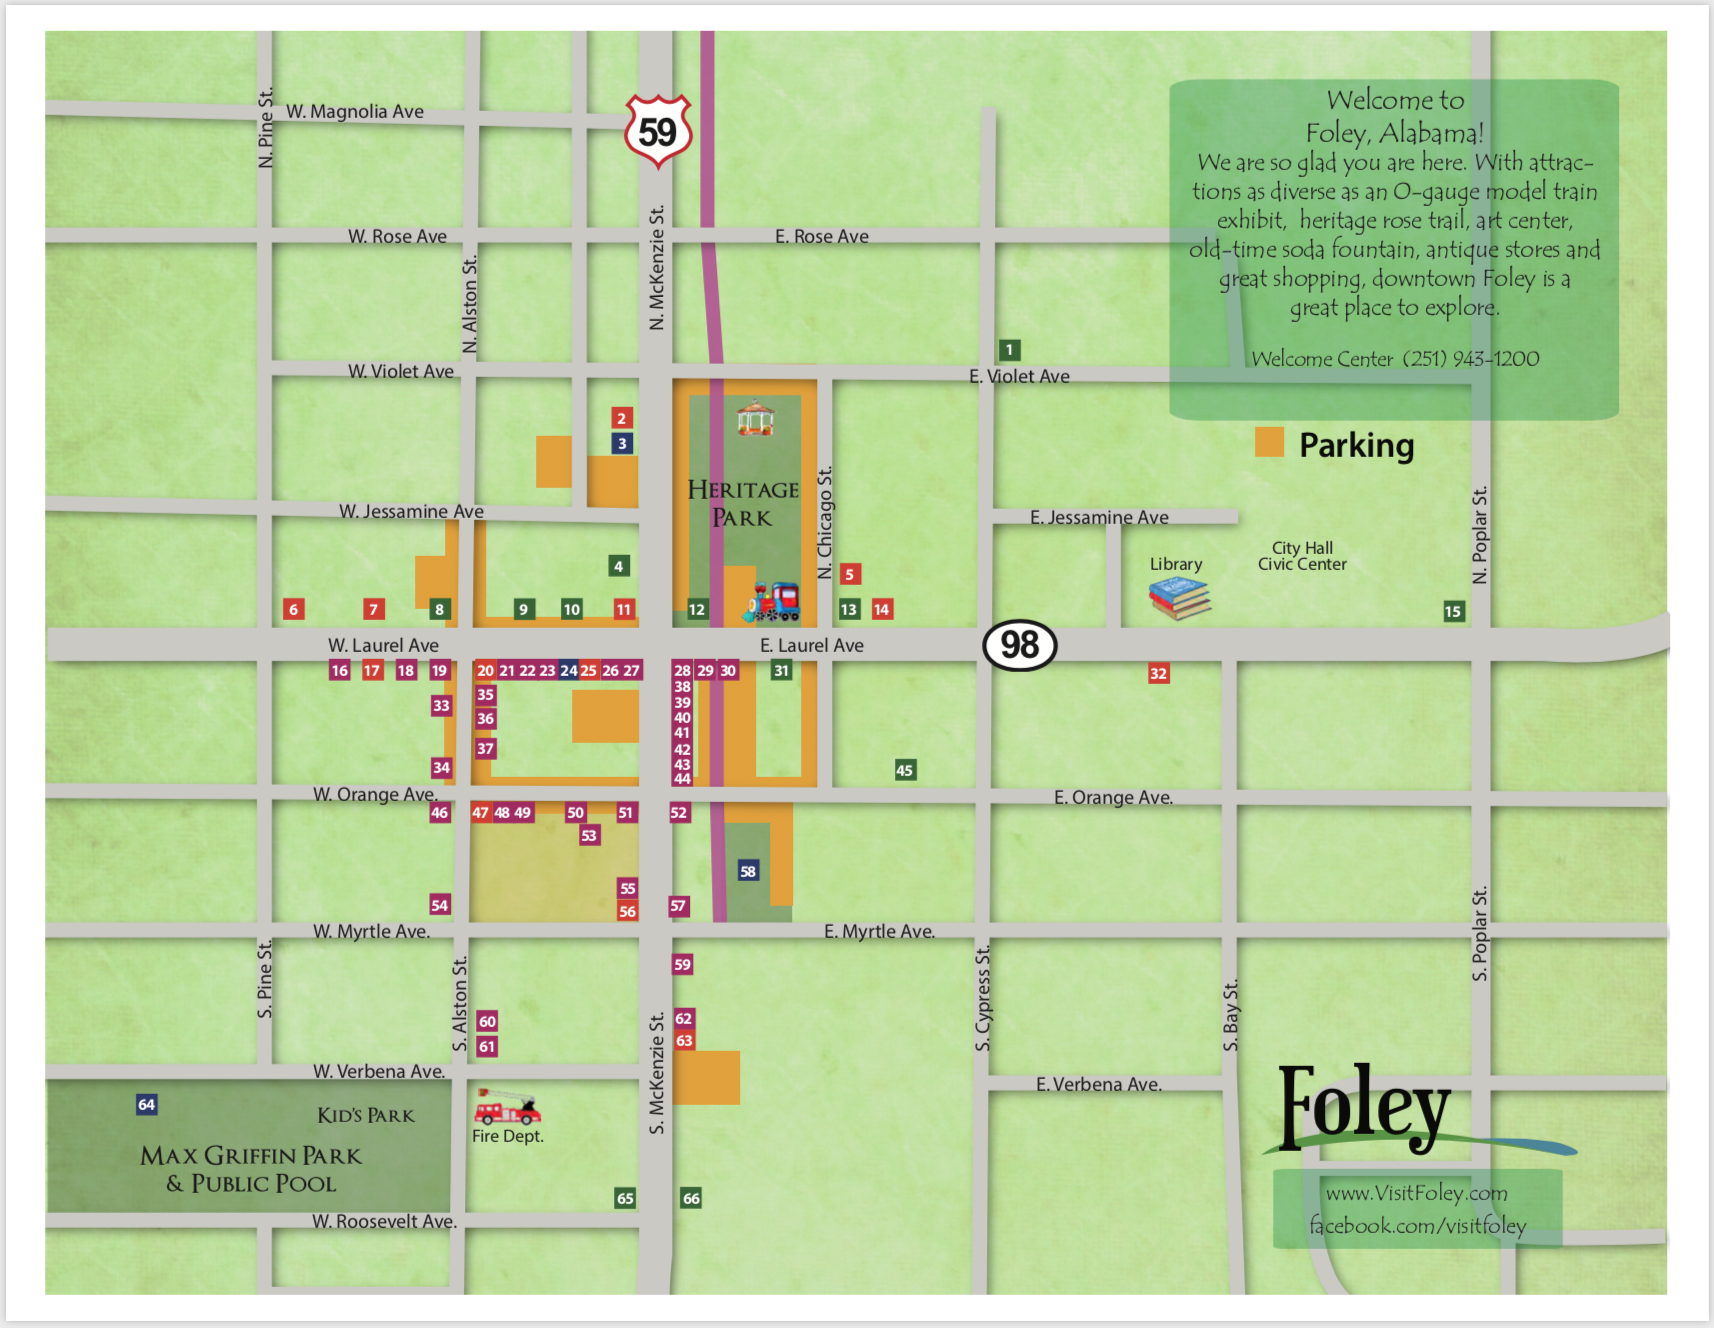 Welcome to
Foley, Alabama!
We are so glad you are here. With attrac-
tions as diverse as an O-gauge model train
exhibit, heritage rose trail, art center,
old-time soda fountain, antique stores and
great shopping, downtown Foley is a
great place to explore.
Welcome Center (251) 943-1200
Parking
W. Magnolia Ave
N. Pine St.
59
W. Rose Ave
E. Rose Ave
N. Alston St.
N. McKenzie St.
1
W. Violet Ave
E. Violet Ave
2
3
HERITAGE
PARK
N. Chicago St.
N. Poplar St.
W. Jessamine Ave
E. Jessamine Ave
City Hall
Civic Center
Library
4
5
6
7
8
9
10
11
12
13
14
15
W. Laurel Ave
E. Laurel Ave
98
16
17
18
19
20
21
22
23
24
25
26
27
28
29
30
31
32
33
34
35
36
37
38
39
40
41
42
43
44
45
W. Orange Ave.
E. Orange Ave.
46
47
48
49
50
51
52
53
54
55
56
57
58
W. Myrtle Ave.
E. Myrtle Ave.
S. Pine St.
S. Alston St.
S. McKenzie St.
S. Cypress St.
S. Bay St.
S. Poplar St.
59
60
61
62
63
W. Verbena Ave.
E. Verbena Ave.
64
KID'S PARK
MAX GRIFFIN PARK
& PUBLIC POOL
Fire Dept.
65
66
W. Roosevelt Ave.
Foley
www.VisitFoley.com
facebook.com/visitfoley